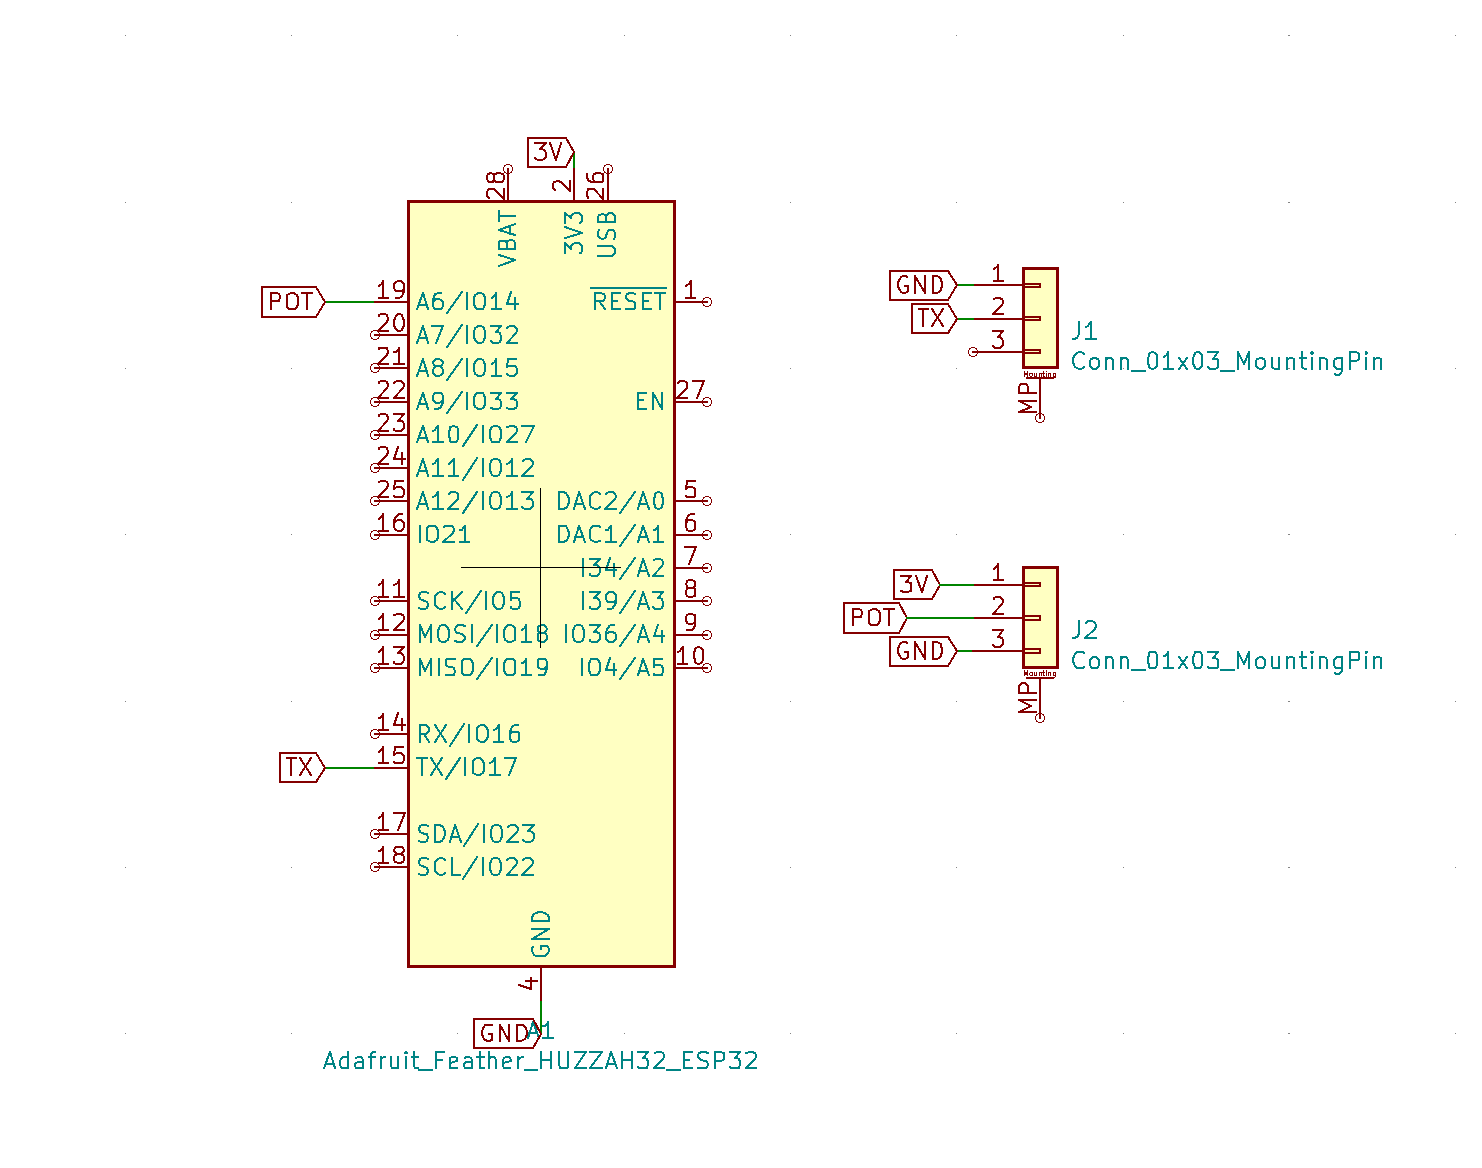 3V
28
2
26
VBAT
3V3
USB
POT
19
A6/IO14
RESET
1
20
A7/IO32
21
A8/IO15
22
A9/IO33
EN
27
23
A10/IO27
24
A11/IO12
25
A12/IO13
DAC2/A0
5
16
IO21
DAC1/A1
6
I34/A2
7
11
SCK/IO5
I39/A3
8
12
MOSI/IO18
IO36/A4
9
13
MISO/IO19
IO4/A5
10
14
RX/IO16
TX
15
TX/IO17
17
SDA/IO23
18
SCL/IO22
GND
4
GND
A1
Adafruit_Feather_HUZZAH32_ESP32
GND
1
TX
2
3
J1
Conn_01x03_MountingPin
Mounting
MP
3V
1
POT
2
GND
3
J2
Conn_01x03_MountingPin
Mounting
MP